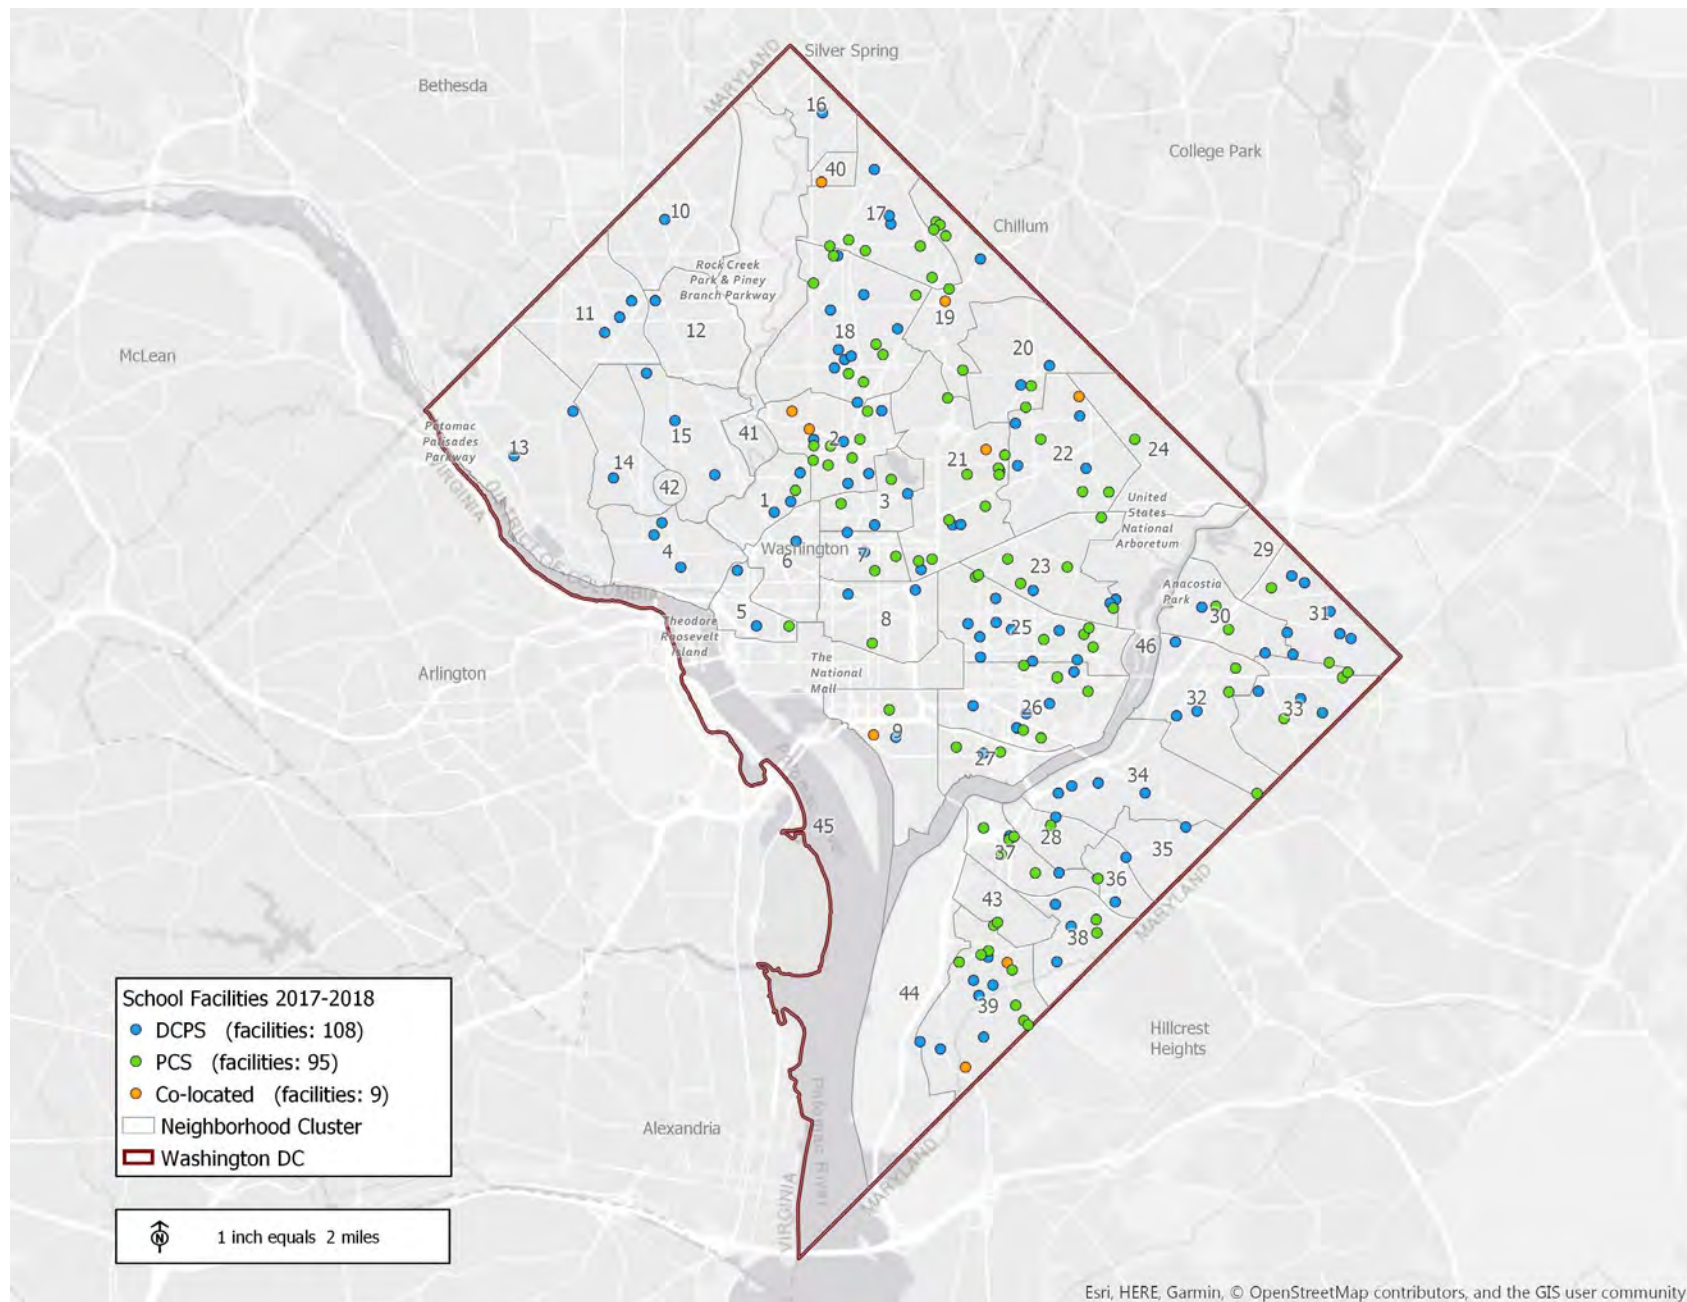 Silver Spring
MARYLAND
Bethesda
16
College Park
40
10
17
Chillum
Rock Creek
Park & Piney
Branch Parkway
11
12
18
19
20
McLean
Potomac
Palisades
Parkway
13
15
41
2
14
42
21
22
24
VIRGINIA
DISTRICT OF COLUMBIA
1
3
United
States
National
Arboretum
4
Washington
6
7
23
29
Anacostia
Park
5
8
25
30
31
Theodore
Roosevelt
Island
46
The
National
Mall
Arlington
9
26
32
33
27
34
45
37
28
35
36
MARYLAND
43
38
44
39
Hillcrest
Heights
School Facilities 2017-2018
DCPS (facilities: 108)
PCS (facilities: 95)
Co-located (facilities: 9)
Neighborhood Cluster
Washington DC
Alexandria
Potomac River
VIRGINIA
MARYLAND
N
1 inch equals 2 miles
Esri, HERE, Garmin, © OpenStreetMap contributors, and the GIS user community